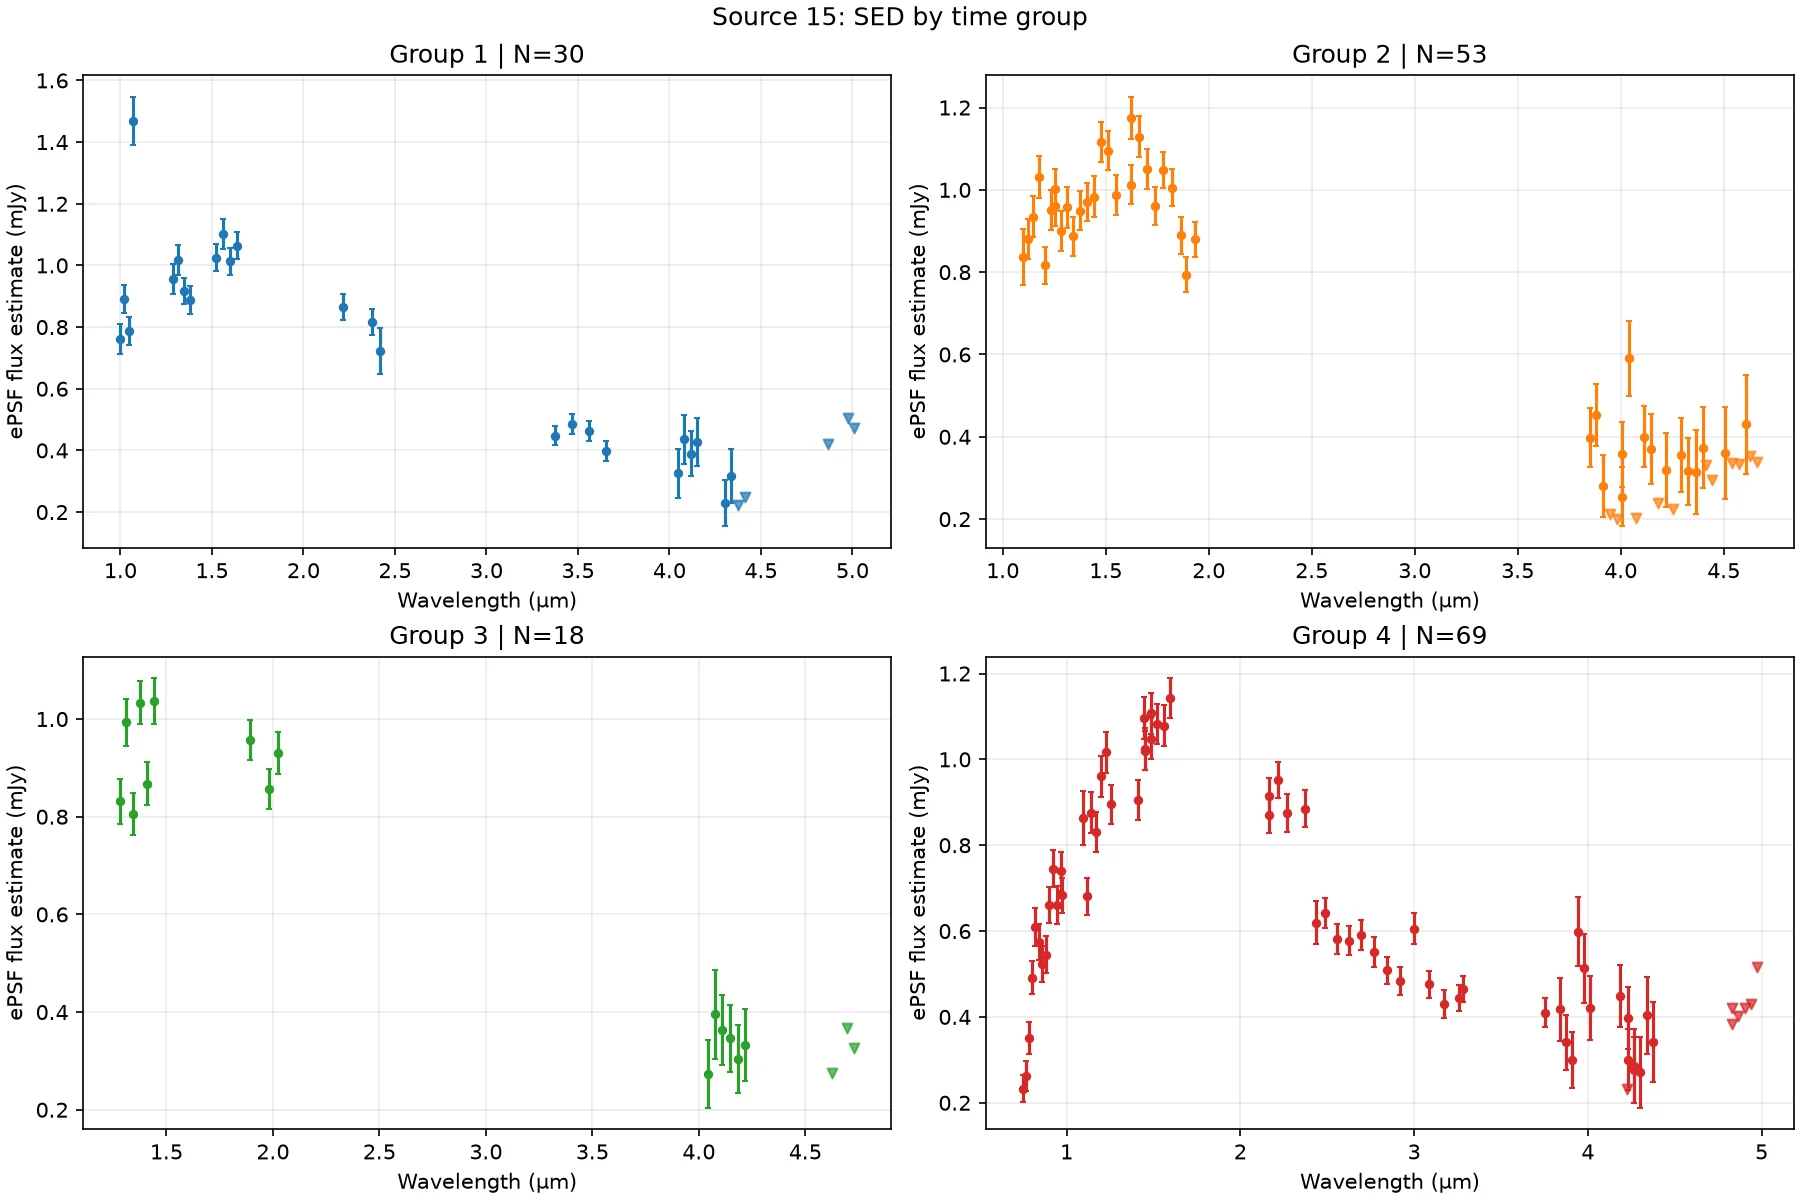 Source 15: SED by time group
Group 1 | N=30
ePSF flux estimate (mJy)
1.6
1.4
1.2
1.0
0.8
0.6
0.4
0.2
1.0 1.5 2.0 2.5 3.0 3.5 4.0 4.5 5.0
Wavelength (µm)
Group 2 | N=53
ePSF flux estimate (mJy)
1.2
1.0
0.8
0.6
0.4
0.2
1.0 1.5 2.0 2.5 3.0 3.5 4.0 4.5
Wavelength (µm)
Group 3 | N=18
ePSF flux estimate (mJy)
1.0
0.8
0.6
0.4
0.2
1.5 2.0 2.5 3.0 3.5 4.0 4.5
Wavelength (µm)
Group 4 | N=69
ePSF flux estimate (mJy)
1.2
1.0
0.8
0.6
0.4
0.2
1 2 3 4 5
Wavelength (µm)